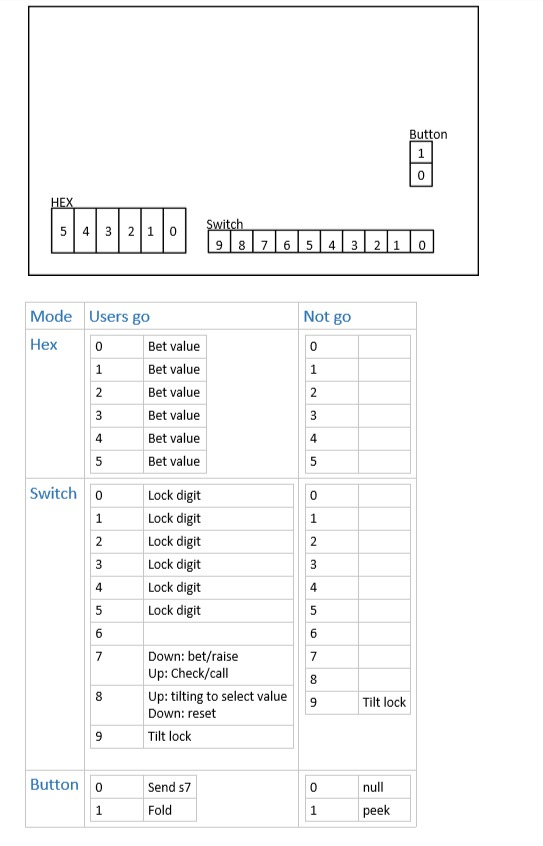 Button
1
0
HEX
5 4 3 2 1 0
Switch
9 8 7 6 5 4 3 2 1 0
Mode Users go Not go
Hex 0 Bet value 0
1 Bet value 1
2 Bet value 2
3 Bet value 3
4 Bet value 4
5 Bet value 5
Switch 0 Lock digit 0
1 Lock digit 1
2 Lock digit 2
3 Lock digit 3
4 Lock digit 4
5 Lock digit 5
6 6
7 Down: bet/raise 7
Up: Check/call 8
8 Up: tilting to select value 9 Tilt lock
Down: reset
9 Tilt lock
Button 0 Send s7 0 null
1 Fold 1 peek